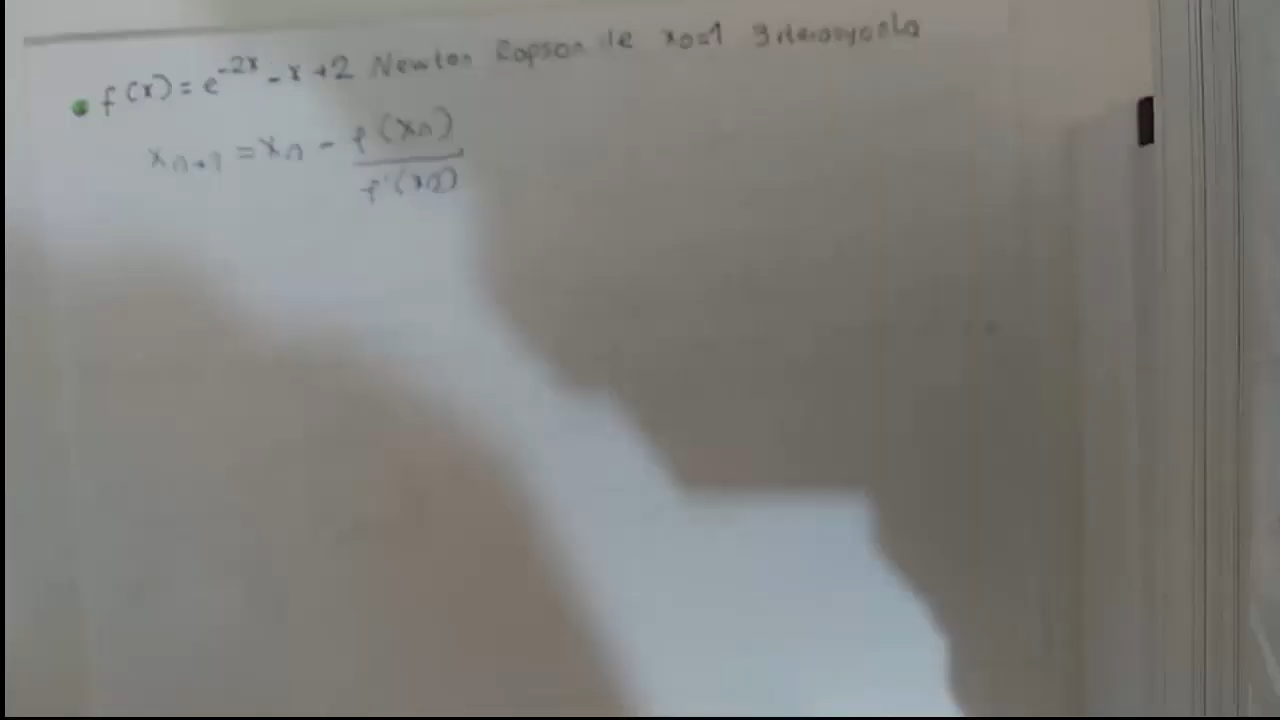 f(x) = e^-2x - x + 2 Newton Rapson ile x0=1 3 iterasyonla
xn+1 = xn - f(xn) / f'(xn)